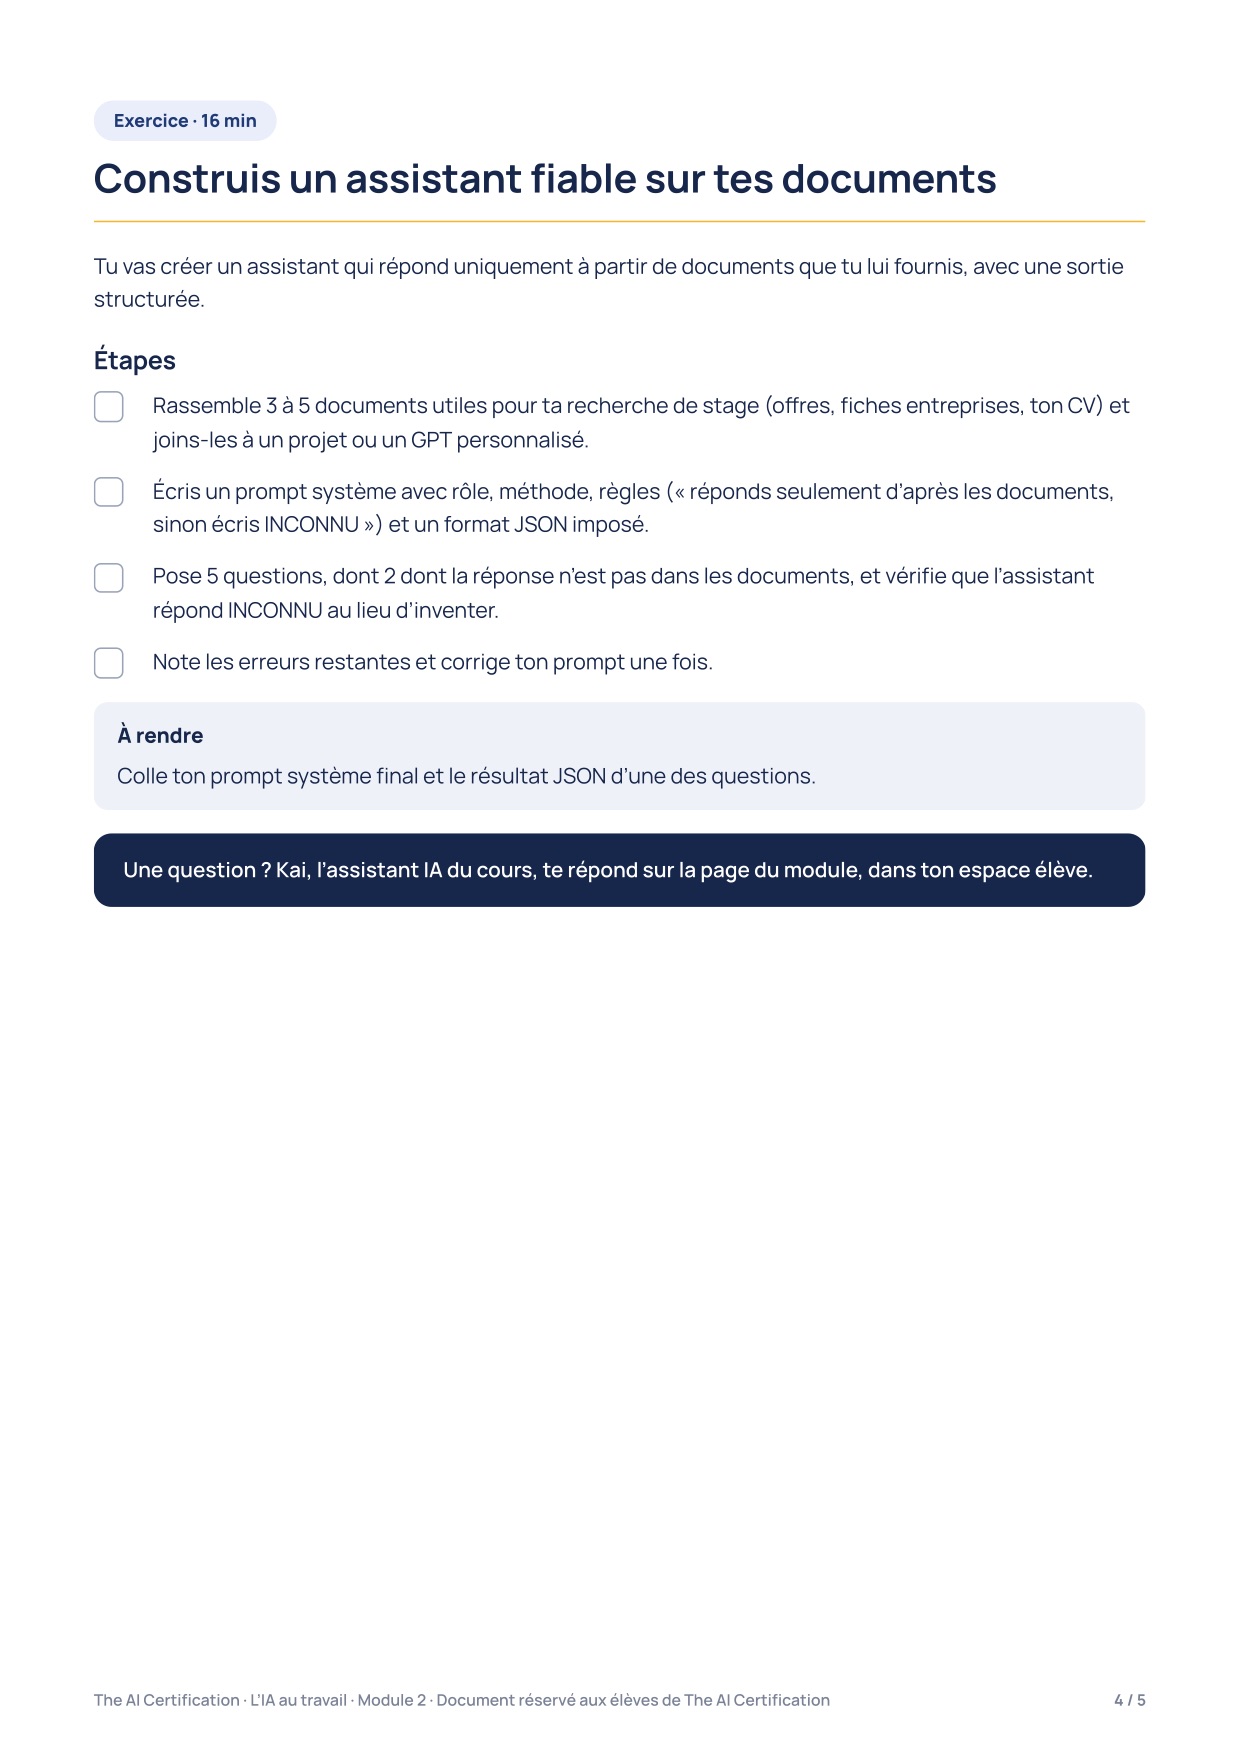 Exercice · 16 min
Construis un assistant fiable sur tes documents
Tu vas créer un assistant qui répond uniquement à partir de documents que tu lui fournis, avec une sortie
structurée.
Étapes
Rassemble 3 à 5 documents utiles pour ta recherche de stage (offres, fiches entreprises, ton CV) et
joins-les à un projet ou un GPT personnalisé.
Écris un prompt système avec rôle, méthode, règles (« réponds seulement d’après les documents,
sinon écris INCONNU ») et un format JSON imposé.
Pose 5 questions, dont 2 dont la réponse n’est pas dans les documents, et vérifie que l’assistant
répond INCONNU au lieu d’inventer.
Note les erreurs restantes et corrige ton prompt une fois.
À rendre
Colle ton prompt système final et le résultat JSON d’une des questions.
Une question ? Kai, l’assistant IA du cours, te répond sur la page du module, dans ton espace élève.
The AI Certification · L’IA au travail · Module 2 · Document réservé aux élèves de The AI Certification
4 / 5